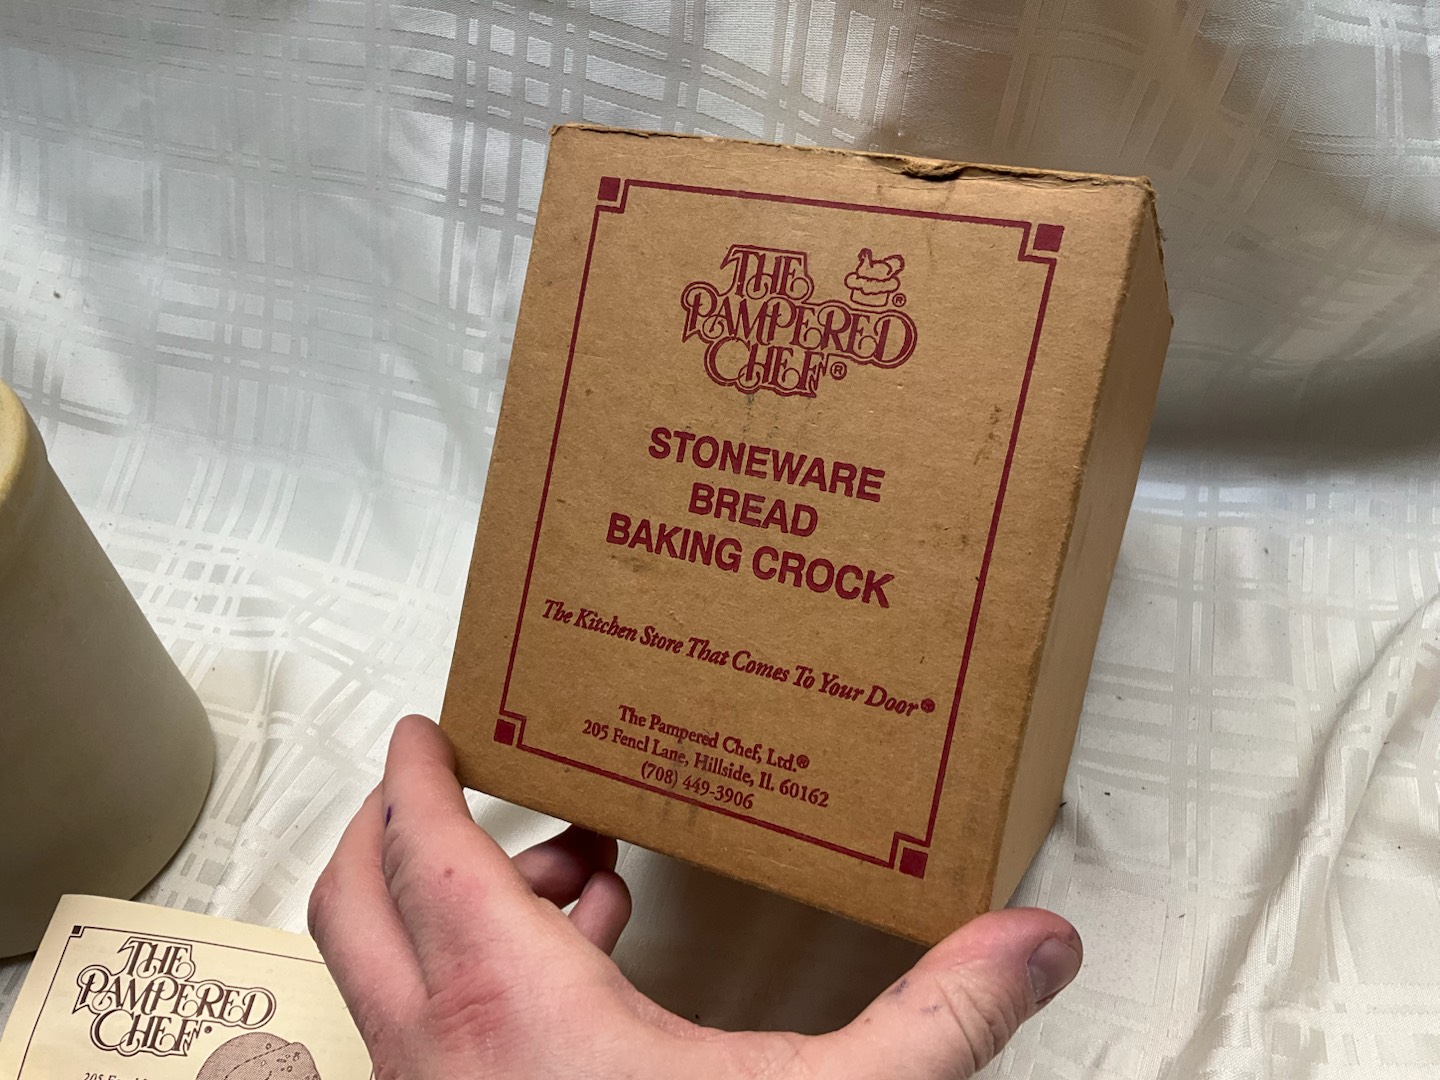 THE
PAMPERED
CHEF®
®
STONEWARE
BREAD
BAKING CROCK
The Kitchen Store That Comes To Your Door®
The Pampered Chef, Ltd.®
205 Fencl Lane, Hillside, Il. 60162
(708) 449-3906
THE
PAMPERED
CHEF
205